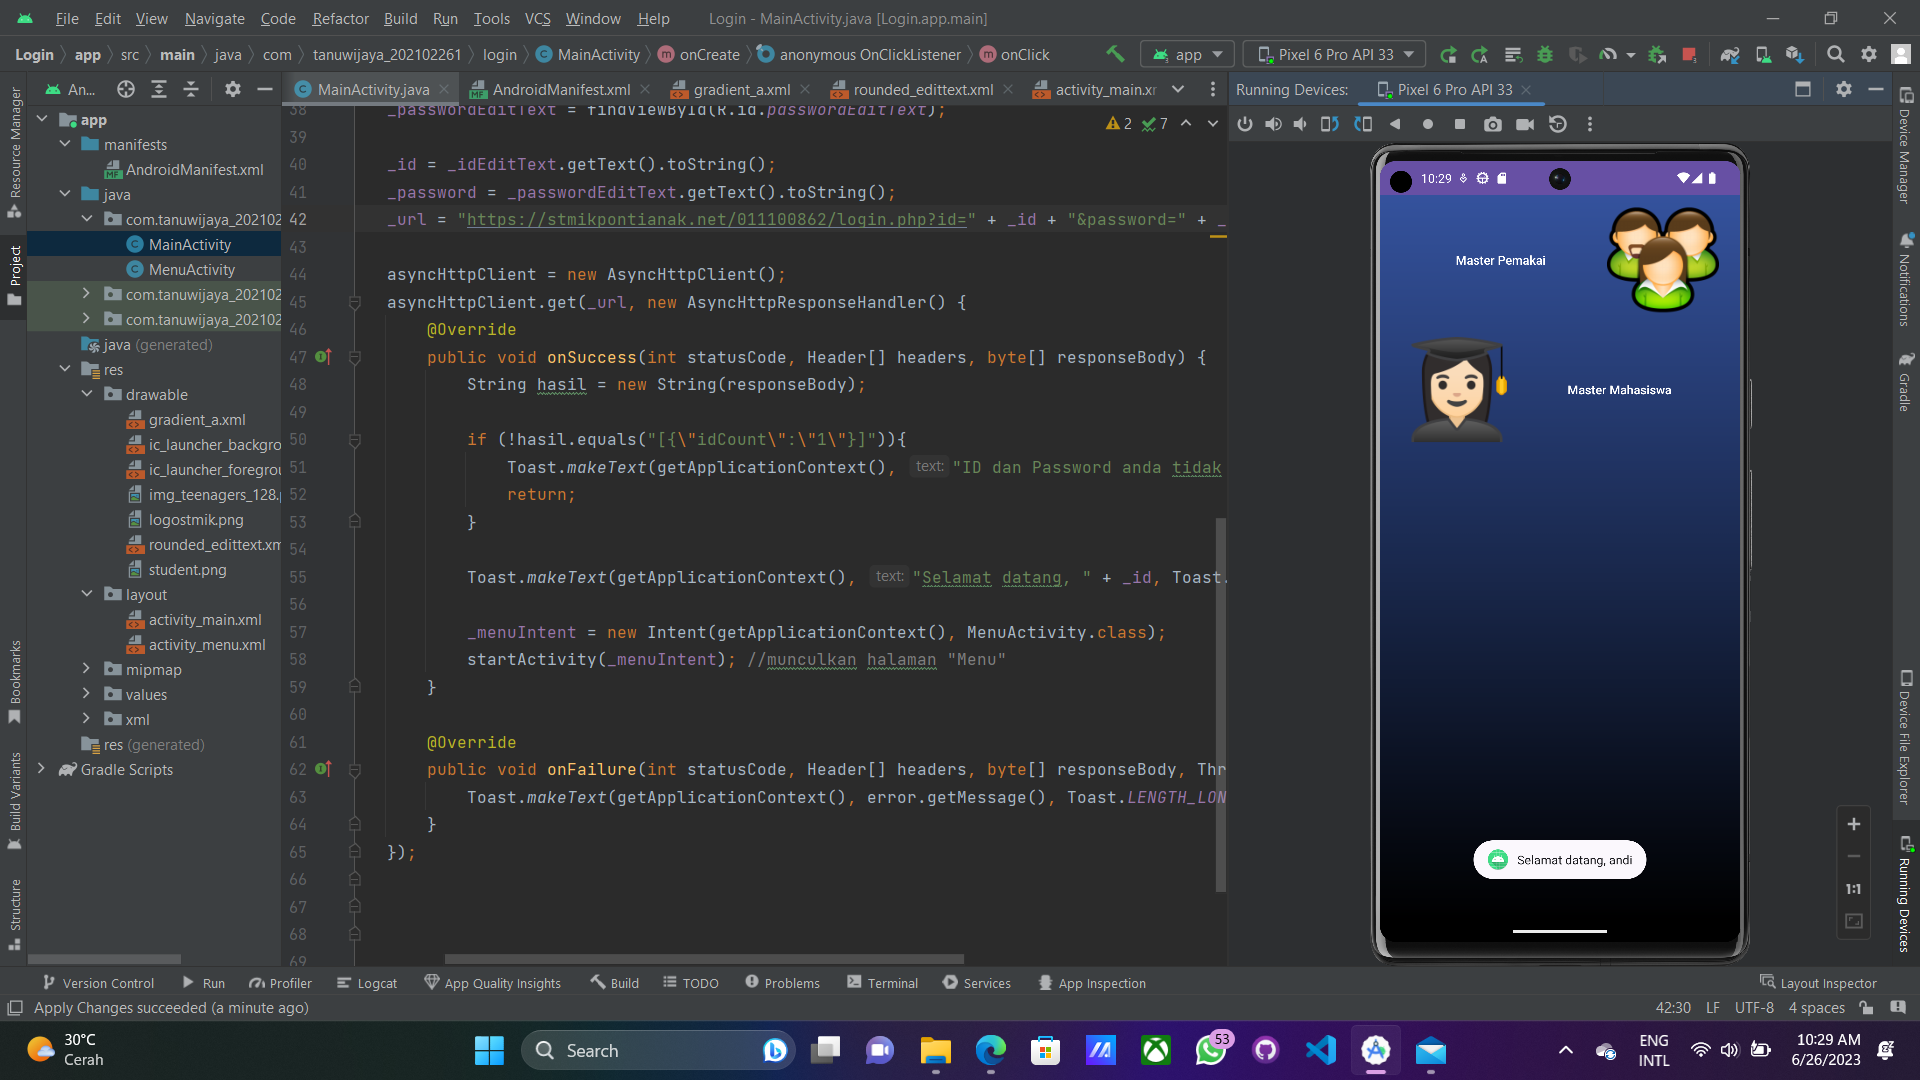 File Edit View Navigate Code Refactor Build Run Tools VCS Window Help Login - MainActivity.java [Login.app.main]
Login app src main java com tanuwijaya_202102261 login MainActivity onCreate anonymous OnClickListener onClick app Pixel 6 Pro API 33
An... MainActivity.java AndroidManifest.xml gradient_a.xml rounded_edittext.xml activity_main.xr Running Devices: Pixel 6 Pro API 33
Resource Manager
Project
Bookmarks
Build Variants
Structure
app
manifests
AndroidManifest.xml
java
com.tanuwijaya_202102
MainActivity
MenuActivity
com.tanuwijaya_202102
com.tanuwijaya_202102
java (generated)
res
drawable
gradient_a.xml
ic_launcher_backgro
ic_launcher_foregrou
img_teenagers_128.p
logostmik.png
rounded_edittext.xm
student.png
layout
activity_main.xml
activity_menu.xml
mipmap
values
xml
res (generated)
Gradle Scripts
2 7
38 _passwordEditText = findViewById(R.id.passwordEditText);
39
40 _id = _idEditText.getText().toString();
41 _password = _passwordEditText.getText().toString();
42 _url = "https://stmikpontianak.net/011100862/login.php?id=" + _id + "&password=" + _
43
44 asyncHttpClient = new AsyncHttpClient();
45 asyncHttpClient.get(_url, new AsyncHttpResponseHandler() {
46 @Override
47 public void onSuccess(int statusCode, Header[] headers, byte[] responseBody) {
48 String hasil = new String(responseBody);
49
50 if (!hasil.equals("[{\"idCount\":\"1\"}]")){
51 Toast.makeText(getApplicationContext(), text: "ID dan Password anda tidak
52 return;
53 }
54
55 Toast.makeText(getApplicationContext(), text: "Selamat datang, " + _id, Toast.
56
57 _menuIntent = new Intent(getApplicationContext(), MenuActivity.class);
58 startActivity(_menuIntent); //munculkan halaman "Menu"
59 }
60
61 @Override
62 public void onFailure(int statusCode, Header[] headers, byte[] responseBody, Thr
63 Toast.makeText(getApplicationContext(), error.getMessage(), Toast.LENGTH_LON
64 }
65 });
66
67
68
69
10:29
Master Pemakai
Master Mahasiswa
Selamat datang, andi
1:1
Device Manager
Notifications
Gradle
Device File Explorer
Running Devices
Version Control Run Profiler Logcat App Quality Insights Build TODO Problems Terminal Services App Inspection Layout Inspector
Apply Changes succeeded (a minute ago) 42:30 LF UTF-8 4 spaces
30°C
Cerah
Search
53
ENG
INTL
10:29 AM
6/26/2023